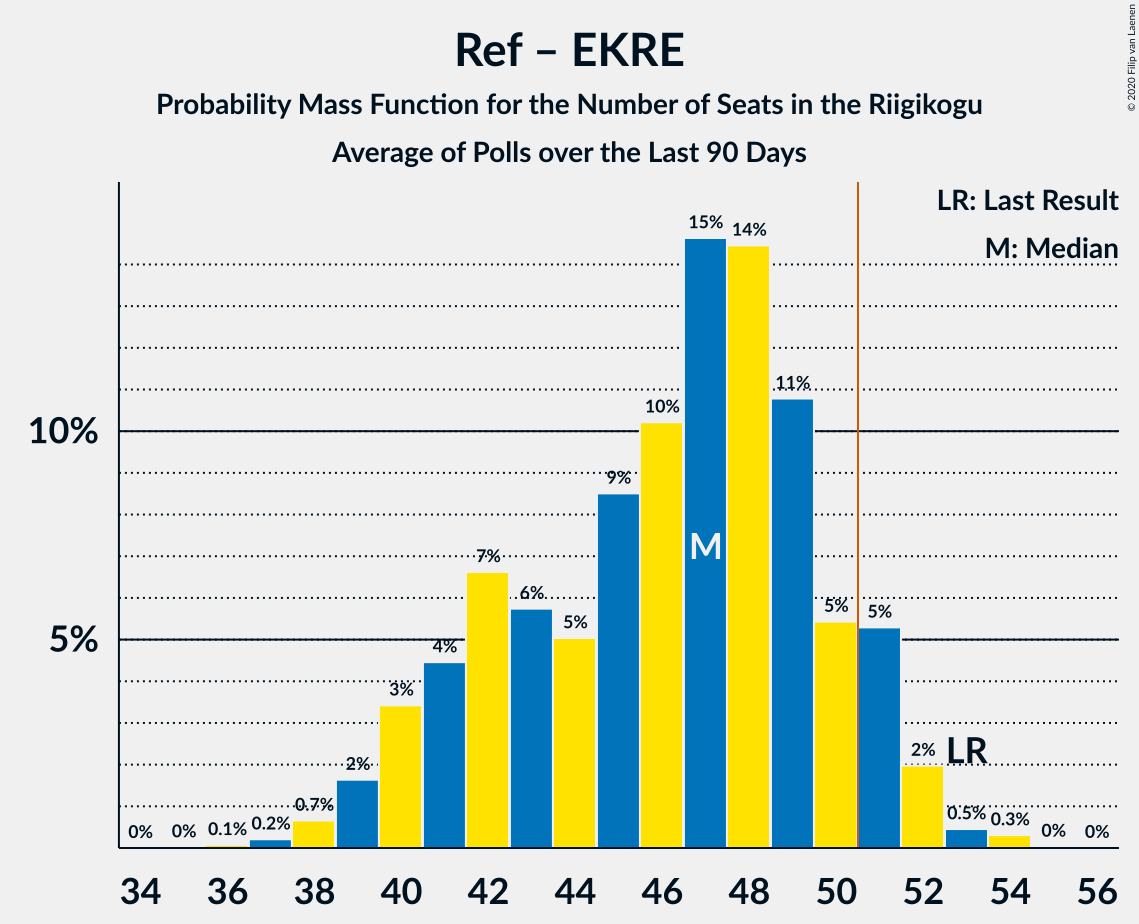 Ref – EKRE
Probability Mass Function for the Number of Seats in the Riigikogu
Average of Polls over the Last 90 Days
© 2020 Filip van Laenen
LR: Last Result
M: Median
10%
5%
0% 0% 0.1% 0.2% 0.7% 2% 3% 4% 7% 6% 5% 9% 10% 15% 14% 11% 5% 5% 2% 0.5% 0.3% 0% 0%
M
LR
34 36 38 40 42 44 46 48 50 52 54 56